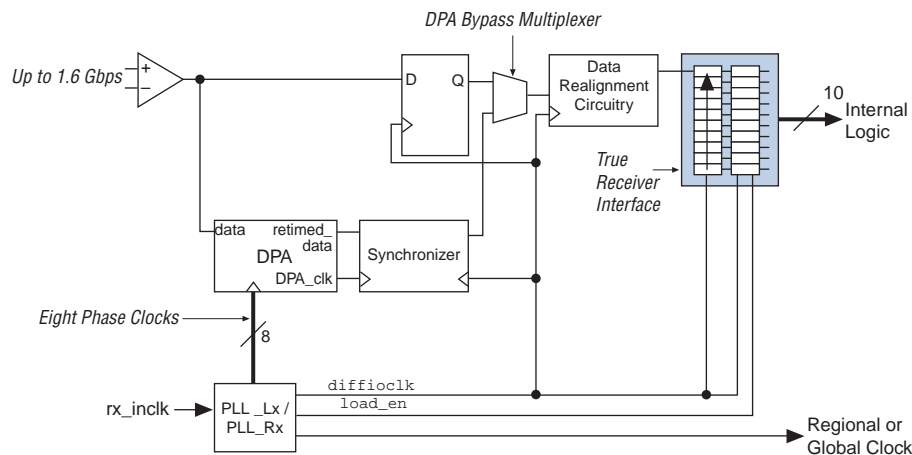 DPA Bypass Multiplexer
Up to 1.6 Gbps
+
−
D
Q
Data
Realignment
Circuitry
10
Internal
Logic
True
Receiver
Interface
data
retimed_
data
DPA
DPA_clk
Synchronizer
Eight Phase Clocks
8
diffioclk
load_en
rx_inclk
PLL _Lx /
PLL_Rx
Regional or
Global Clock